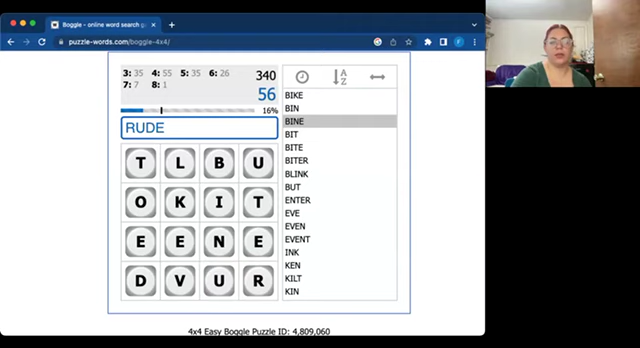 Boggle - online word search g
puzzle-words.com/boggle-4x4/
3: 35 4: 55 5: 35 6: 26
7: 7 8: 1
340
56
16%
RUDE
T L B U
O K I T
E E N E
D V U R
A
Z
BIKE
BIN
BINE
BIT
BITE
BITER
BLINK
BUT
ENTER
EVE
EVEN
EVENT
INK
KEN
KILT
KIN
4x4 Easy Boggle Puzzle ID: 4,809,060